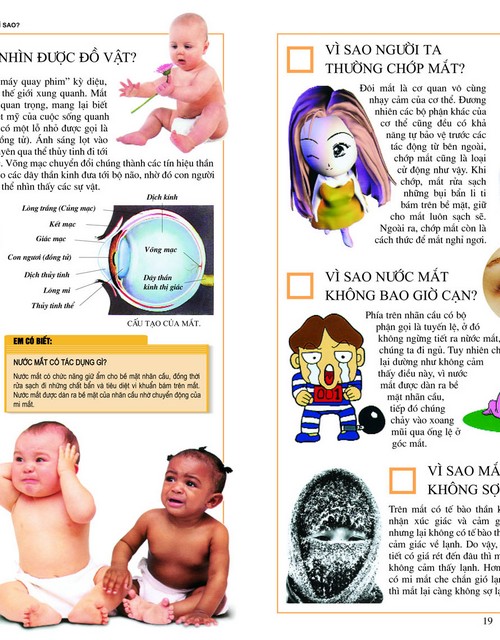 Ì SAO?
NHÌN ĐƯỢC ĐỒ VẬT?
máy quay phim” kỳ diệu,
thế giới xung quanh. Mắt
quan trọng, mang lại biết
ẹt mỹ của cuộc sống quanh
có một lỗ nhỏ được gọi là
ồng tử). Ánh sáng lọt vào
uyên qua thể thủy tinh đi tới
. Võng mạc chuyển đổi chúng thành các tín hiệu thần
o các dây thần kinh đưa tới bộ não, nhờ đó con người
thể nhìn thấy các sự vật.
Dịch kính
Lòng trắng (Củng mạc)
Kết mạc
Giác mạc
Con ngươi (đồng tử)
Dịch thủy tinh
Lông mi
Thủy tinh thể
Võng mạc
Dây thần
kinh thị giác
CẤU TẠO CỦA MẮT.
EM CÓ BIẾT:
NƯỚC MẮT CÓ TÁC DỤNG GÌ?
Nước mắt có chức năng giữ ẩm cho bề mặt nhãn cầu, đồng thời
rửa sạch đi những chất bẩn và tiêu diệt vi khuẩn bám trên mắt.
Nước mắt được dàn ra bề mặt của nhãn cầu nhờ chuyển động của
mi mắt.
VÌ SAO NGƯỜI TA
THƯỜNG CHỚP MẮT?
Đôi mắt là cơ quan vô cùng
nhạy cảm của cơ thể. Đương
nhiên các bộ phận khác của
cơ thể cũng đều có khả
năng tự bảo vệ trước các
tác động từ bên ngoài,
chớp mắt cũng là loại
cử động như vậy. Khi
chớp, mắt rửa sạch
những bụi bẩn li ti
bám trên bề mặt, giữ
cho mắt luôn sạch sẽ.
Ngoài ra, chớp mắt còn là
cách thức để mắt nghỉ ngơi.
VÌ SAO NƯỚC MẮT
KHÔNG BAO GIỜ CẠN?
Phía trên nhãn cầu có bộ
phận gọi là tuyến lệ, ở đó
không ngừng tiết ra nước mắt,
chúng ta đi ngủ. Tuy nhiên ch
lại dường như không cảm
thấy điều này, vì nước
mắt được dàn ra bề
mặt nhãn cầu,
tiếp đó chúng
chảy vào xoang
mũi qua ống lệ ở
góc mắt.
001
VÌ SAO MẮ
KHÔNG SỢ
Trên mắt có tế bào thần k
nhận xúc giác và cảm g
nhưng lại không có tế bào
cảm giác về lạnh. Do vậy,
tiết có giá rét đến đâu thì m
không cảm thấy lạnh. Hơn
có mi mắt che chắn gió lạ
thì mắt lại càng không sợ l
19